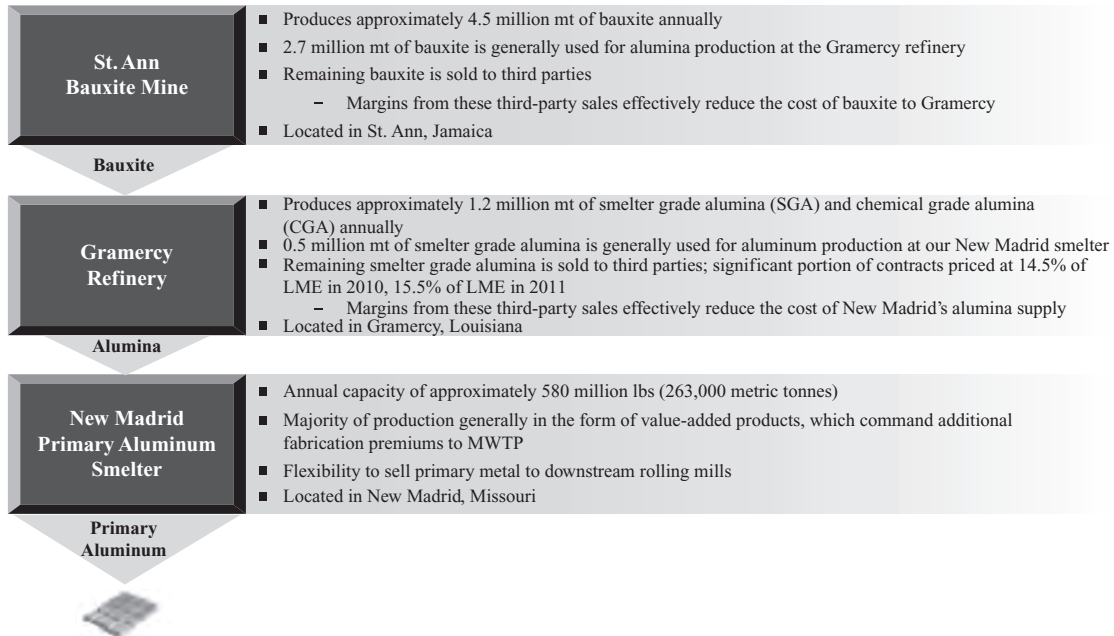 St. Ann
Bauxite Mine
■ Produces approximately 4.5 million mt of bauxite annually
■ 2.7 million mt of bauxite is generally used for alumina production at the Gramercy refinery
■ Remaining bauxite is sold to third parties
– Margins from these third-party sales effectively reduce the cost of bauxite to Gramercy
■ Located in St. Ann, Jamaica
Bauxite
Gramercy
Refinery
■ Produces approximately 1.2 million mt of smelter grade alumina (SGA) and chemical grade alumina
(CGA) annually
■ 0.5 million mt of smelter grade alumina is generally used for aluminum production at our New Madrid smelter
■ Remaining smelter grade alumina is sold to third parties; significant portion of contracts priced at 14.5% of
LME in 2010, 15.5% of LME in 2011
– Margins from these third-party sales effectively reduce the cost of New Madrid’s alumina supply
■ Located in Gramercy, Louisiana
Alumina
New Madrid
Primary Aluminum
Smelter
■ Annual capacity of approximately 580 million lbs (263,000 metric tonnes)
■ Majority of production generally in the form of value-added products, which command additional
fabrication premiums to MWTP
■ Flexibility to sell primary metal to downstream rolling mills
■ Located in New Madrid, Missouri
Primary
Aluminum